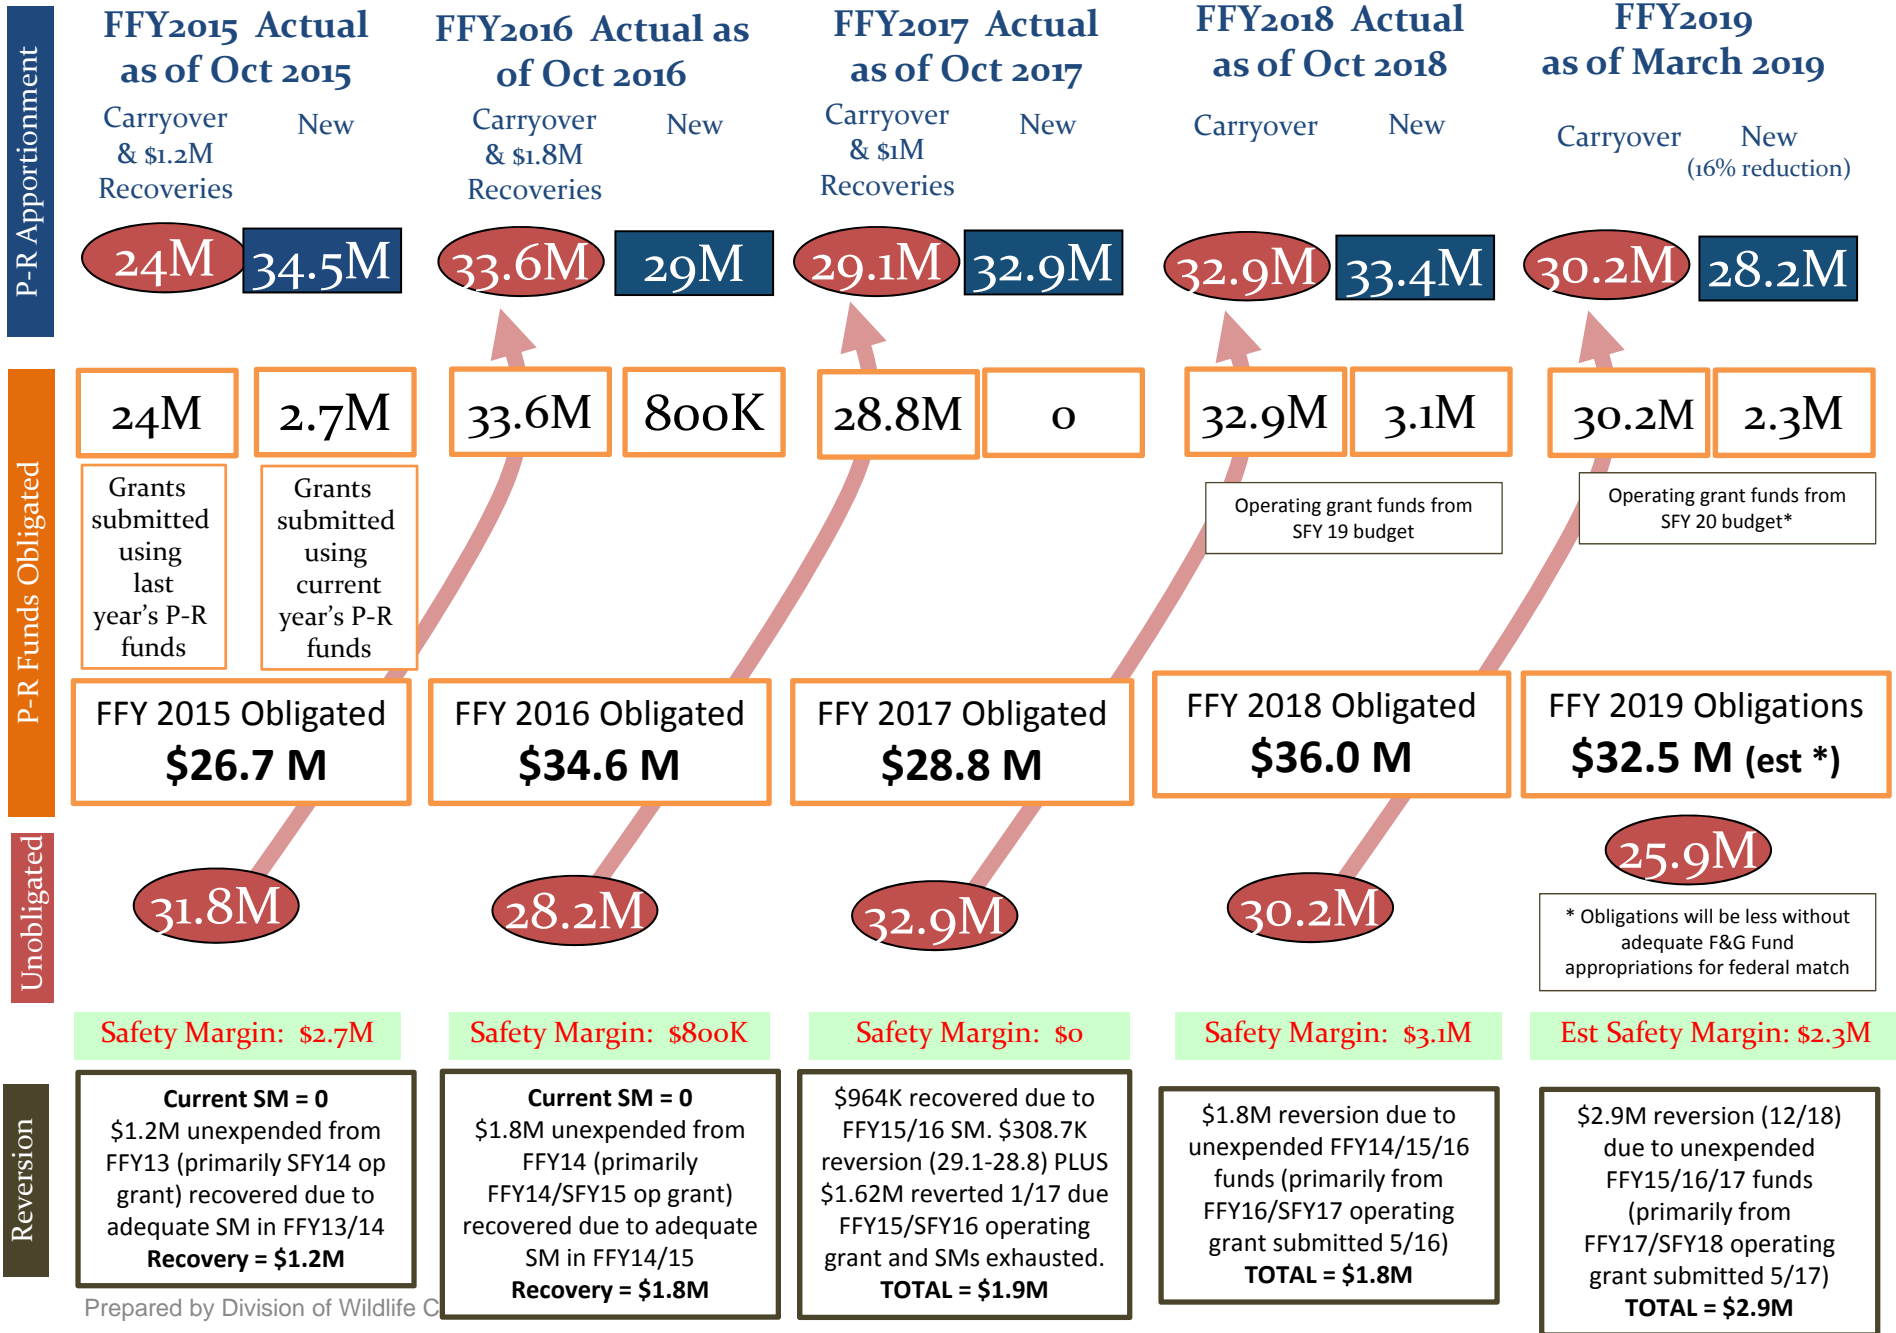 P-R Apportionment
FFY2015 Actual
as of Oct 2015
Carryover
& $1.2M
Recoveries
New
24M
34.5M
FFY2016 Actual as
of Oct 2016
Carryover
& $1.8M
Recoveries
New
33.6M
29M
FFY2017 Actual
as of Oct 2017
Carryover
& $1M
Recoveries
New
29.1M
32.9M
FFY2018 Actual
as of Oct 2018
Carryover
New
32.9M
33.4M
FFY2019
as of March 2019
Carryover
New
(16% reduction)
30.2M
28.2M
P-R Funds Obligated
24M
2.7M
33.6M
800K
28.8M
0
32.9M
3.1M
30.2M
2.3M
Grants
submitted
using
last
year's P-R
funds
Grants
submitted
using
current
year's P-R
funds
Operating grant funds from
SFY 19 budget
Operating grant funds from
SFY 20 budget*
FFY 2015 Obligated
$26.7 M
FFY 2016 Obligated
$34.6 M
FFY 2017 Obligated
$28.8 M
FFY 2018 Obligated
$36.0 M
FFY 2019 Obligations
$32.5 M (est *)
Unobligated
31.8M
28.2M
32.9M
30.2M
25.9M
* Obligations will be less without
adequate F&G Fund
appropriations for federal match
Safety Margin: $2.7M
Safety Margin: $800K
Safety Margin: $0
Safety Margin: $3.1M
Est Safety Margin: $2.3M
Reversion
Current SM = 0
$1.2M unexpended from
FFY13 (primarily SFY14 op
grant) recovered due to
adequate SM in FFY13/14
Recovery = $1.2M
Current SM = 0
$1.8M unexpended from
FFY14 (primarily
FFY14/SFY15 op grant)
recovered due to adequate
SM in FFY14/15
Recovery = $1.8M
$964K recovered due to
FFY15/16 SM. $308.7K
reversion (29.1-28.8) PLUS
$1.62M reverted 1/17 due
FFY15/SFY16 operating
grant and SMs exhausted.
TOTAL = $1.9M
$1.8M reversion due to
unexpended FFY14/15/16
funds (primarily from
FFY16/SFY17 operating
grant submitted 5/16)
TOTAL = $1.8M
$2.9M reversion (12/18)
due to unexpended
FFY15/16/17 funds
(primarily from
FFY17/SFY18 operating
grant submitted 5/17)
TOTAL = $2.9M
Prepared by Division of Wildlife C